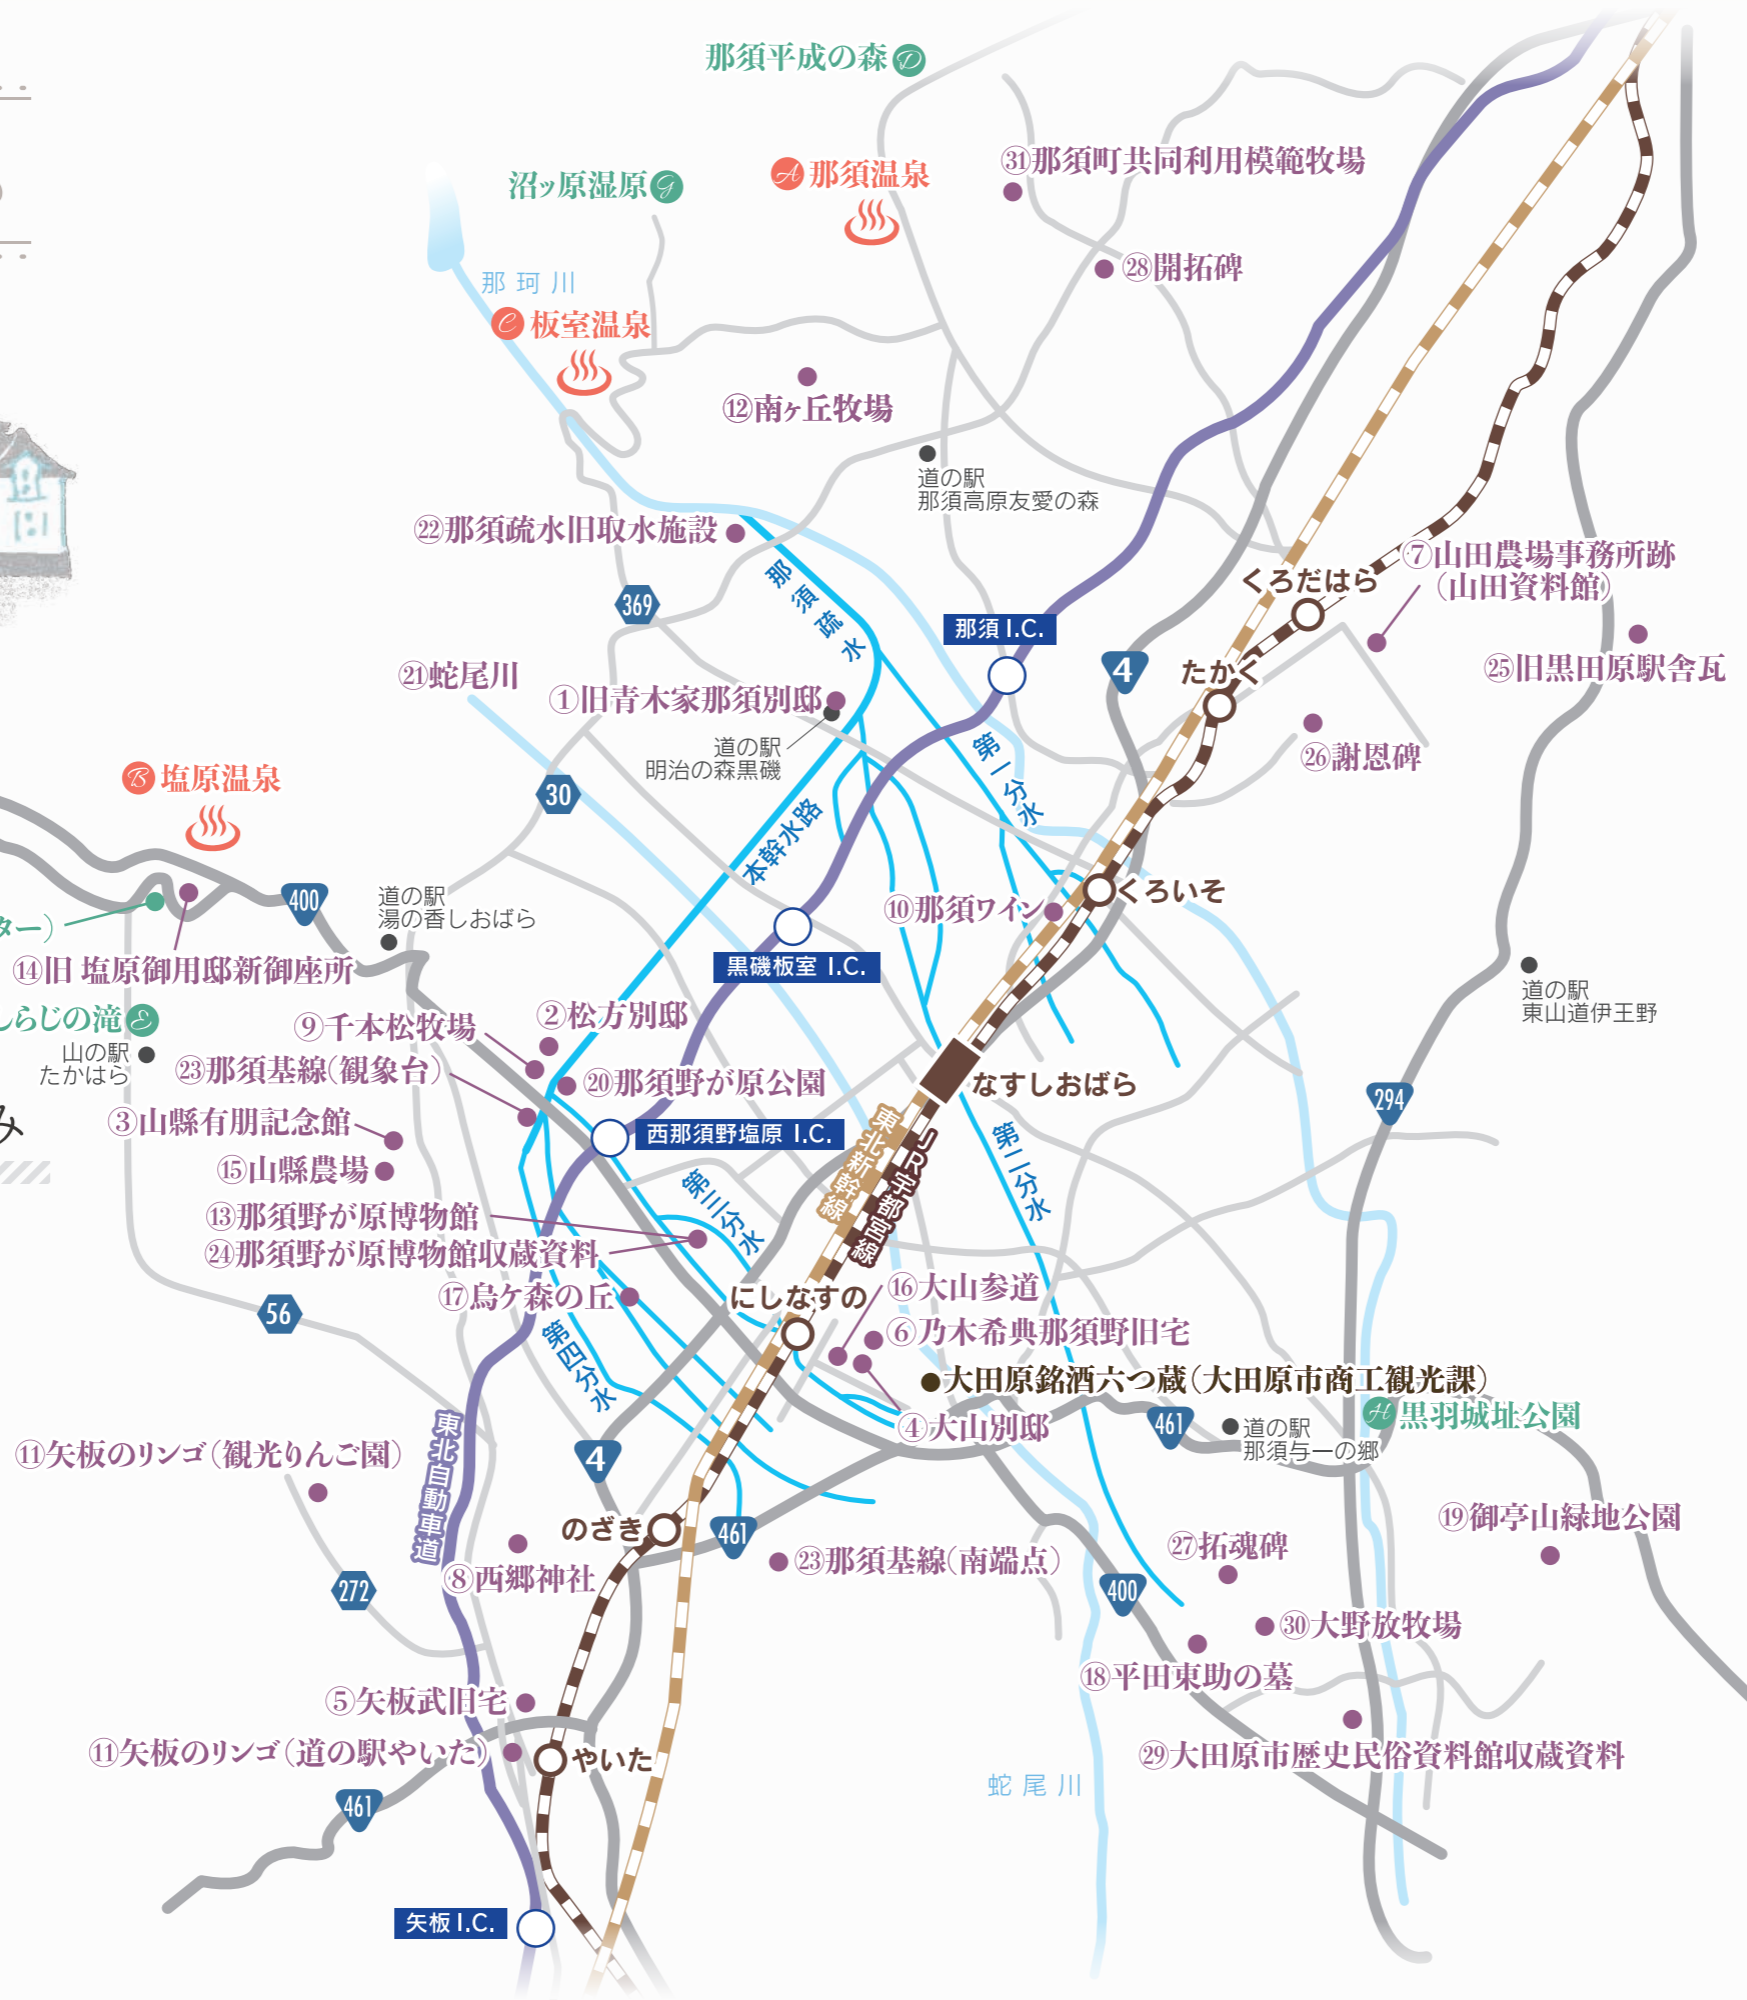 那須平成の森 D
㉛那須町共同利用模範牧場
A 那須温泉
沼ッ原湿原 G
㉘開拓碑
那珂川
C 板室温泉
⑫南ヶ丘牧場
道の駅
那須高原友愛の森
㉒那須疏水旧取水施設
那須疏水
⑦山田農場事務所跡
（山田資料館）
くろだはら
369
那須 I.C.
㉕旧黒田原駅舎瓦
4
たかく
㉑蛇尾川
①旧青木家那須別邸
道の駅
明治の森黒磯
第一分水
㉖謝恩碑
B 塩原温泉
30
本幹水路
400
道の駅
湯の香しおばら
⑩那須ワイン
くろいそ
ター）
⑭旧 塩原御用邸新御座所
黒磯板室 I.C.
道の駅
東山道伊王野
しらじの滝 E
山の駅
たかはら
②松方別邸
⑨千本松牧場
㉓那須基線（観象台）
⑳那須野が原公園
なすしおばら
294
み
③山縣有朋記念館
西那須野塩原 I.C.
東北新幹線
JR宇都宮線
第二分水
⑮山縣農場
第三分水
⑬那須野が原博物館
㉔那須野が原博物館収蔵資料
⑰烏ケ森の丘
にしなすの
⑯大山参道
56
⑥乃木希典那須野旧宅
第四分水
大田原銘酒六つ蔵（大田原市商工観光課）
④大山別邸
461
道の駅
那須与一の郷
H 黒羽城址公園
⑪矢板のリンゴ（観光りんご園）
東北自動車道
4
のざき
461
⑲御亭山緑地公園
㉓那須基線（南端点）
㉗拓魂碑
⑧西郷神社
272
400
㉚大野放牧場
⑱平田東助の墓
⑤矢板武旧宅
⑪矢板のリンゴ（道の駅やいた）
やいた
㉙大田原市歴史民俗資料館収蔵資料
蛇尾川
461
矢板 I.C.